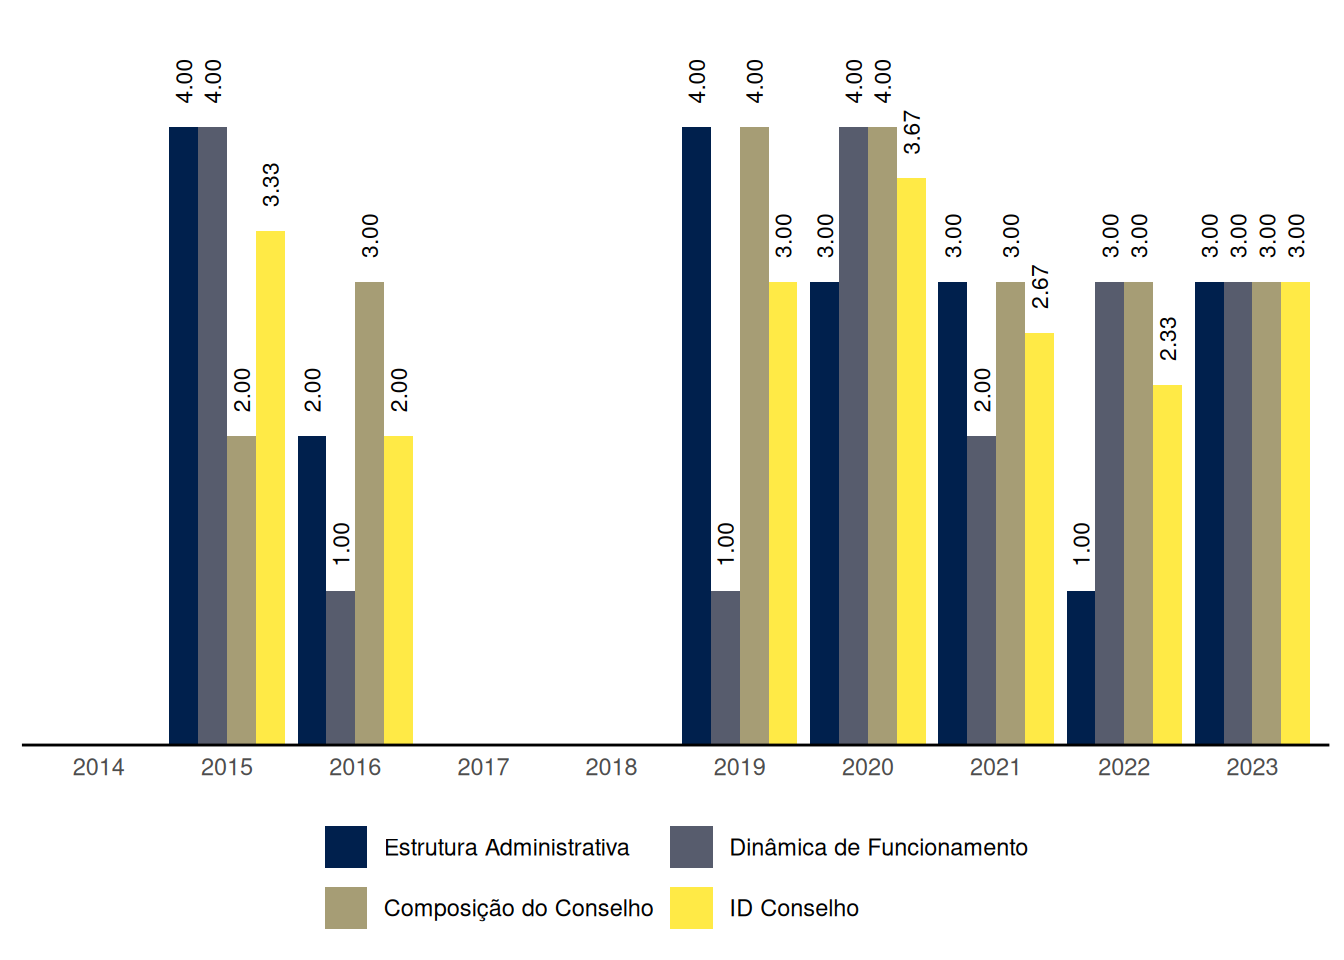 4.00 4.00 2.00 3.33
2.00 1.00 3.00 2.00
4.00 1.00 4.00 3.00
3.00 4.00 4.00 3.67
3.00 2.00 3.00 2.67
1.00 3.00 3.00 2.33
3.00 3.00 3.00 3.00
2014 2015 2016 2017 2018 2019 2020 2021 2022 2023
Estrutura Administrativa Dinâmica de Funcionamento
Composição do Conselho ID Conselho